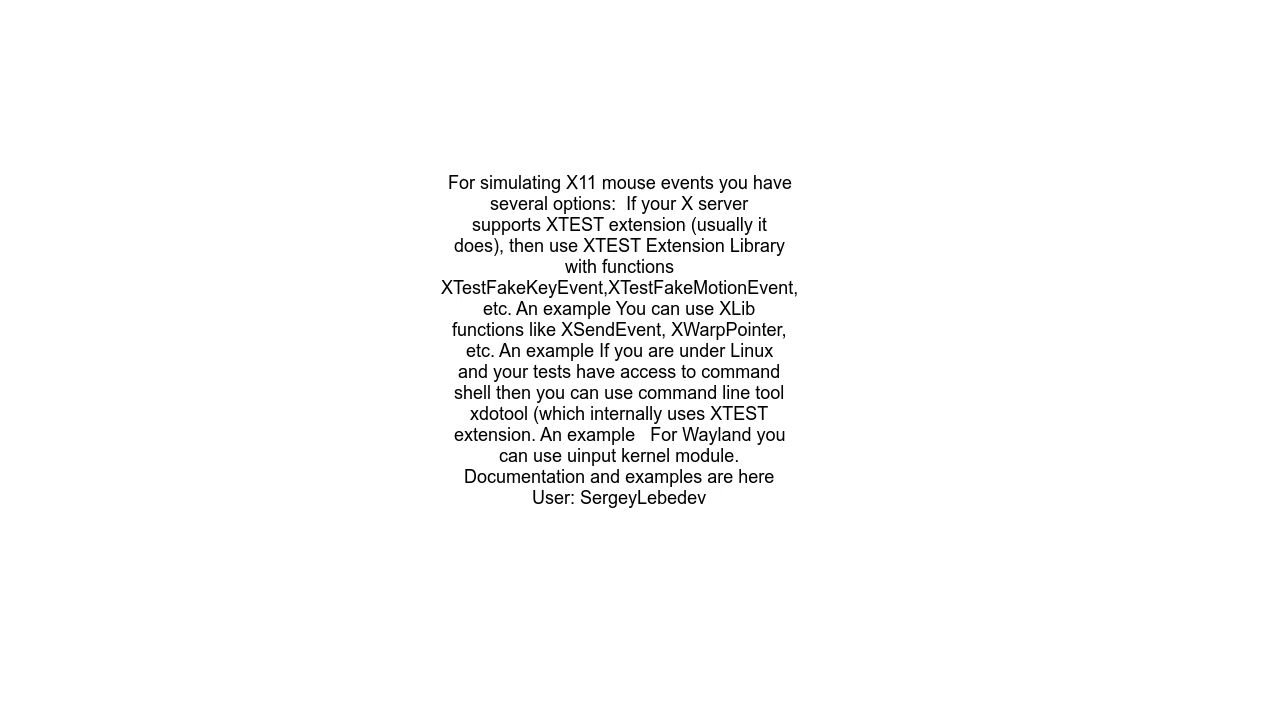 For simulating X11 mouse events you have
several options:  If your X server
supports XTEST extension (usually it
does), then use XTEST Extension Library
with functions
XTestFakeKeyEvent,XTestFakeMotionEvent,
etc. An example You can use XLib
functions like XSendEvent, XWarpPointer,
etc. An example If you are under Linux
and your tests have access to command
shell then you can use command line tool
xdotool (which internally uses XTEST
extension. An example   For Wayland you
can use uinput kernel module.
Documentation and examples are here
User: SergeyLebedev